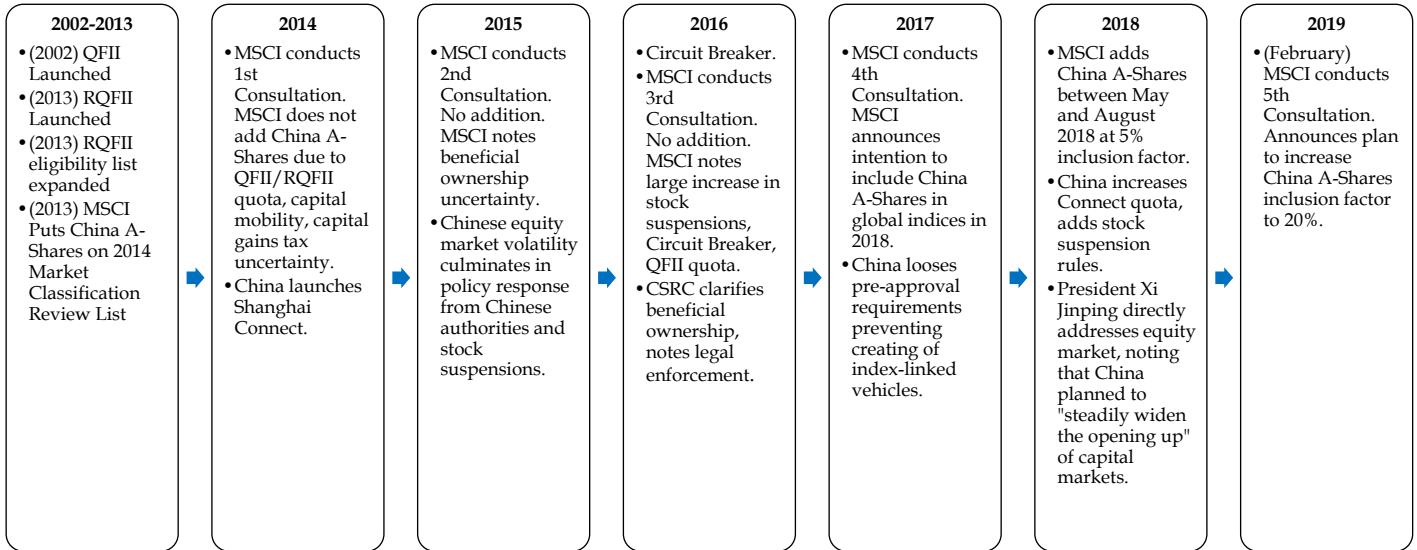 2002-2013
•(2002) QFII
Launched
•(2013) RQFII
Launched
•(2013) RQFII
eligibility list
expanded
•(2013) MSCI
Puts China A-
Shares on 2014
Market
Classification
Review List
2014
•MSCI conducts
1st
Consultation.
MSCI does not
add China A-
Shares due to
QFII/RQFII
quota, capital
mobility, capital
gains tax
uncertainty.
•China launches
Shanghai
Connect.
2015
•MSCI conducts
2nd
Consultation.
No addition.
MSCI notes
beneficial
ownership
uncertainty.
•Chinese equity
market volatility
culminates in
policy response
from Chinese
authorities and
stock
suspensions.
2016
•Circuit Breaker.
•MSCI conducts
3rd
Consultation.
No addition.
MSCI notes
large increase in
stock
suspensions,
Circuit Breaker,
QFII quota.
•CSRC clarifies
beneficial
ownership,
notes legal
enforcement.
2017
•MSCI conducts
4th
Consultation.
MSCI
announces
intention to
include China
A-Shares in
global indices in
2018.
•China looses
pre-approval
requirements
preventing
creating of
index-linked
vehicles.
2018
•MSCI adds
China A-Shares
between May
and August
2018 at 5%
inclusion factor.
•China increases
Connect quota,
adds stock
suspension
rules.
•President Xi
Jinping directly
addresses equity
market, noting
that China
planned to
"steadily widen
the opening up"
of capital
markets.
2019
•(February)
MSCI conducts
5th
Consultation.
Announces plan
to increase
China A-Shares
inclusion factor
to 20%.